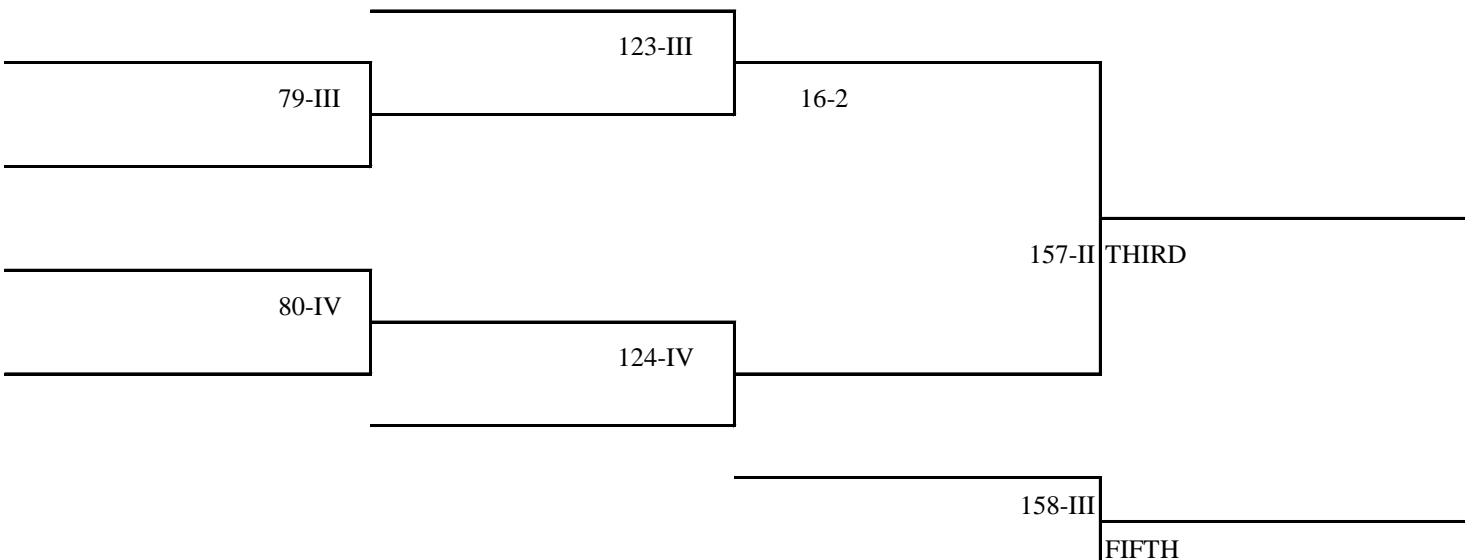 123-III
79-III
16-2
157-II THIRD
80-IV
124-IV
158-III
FIFTH